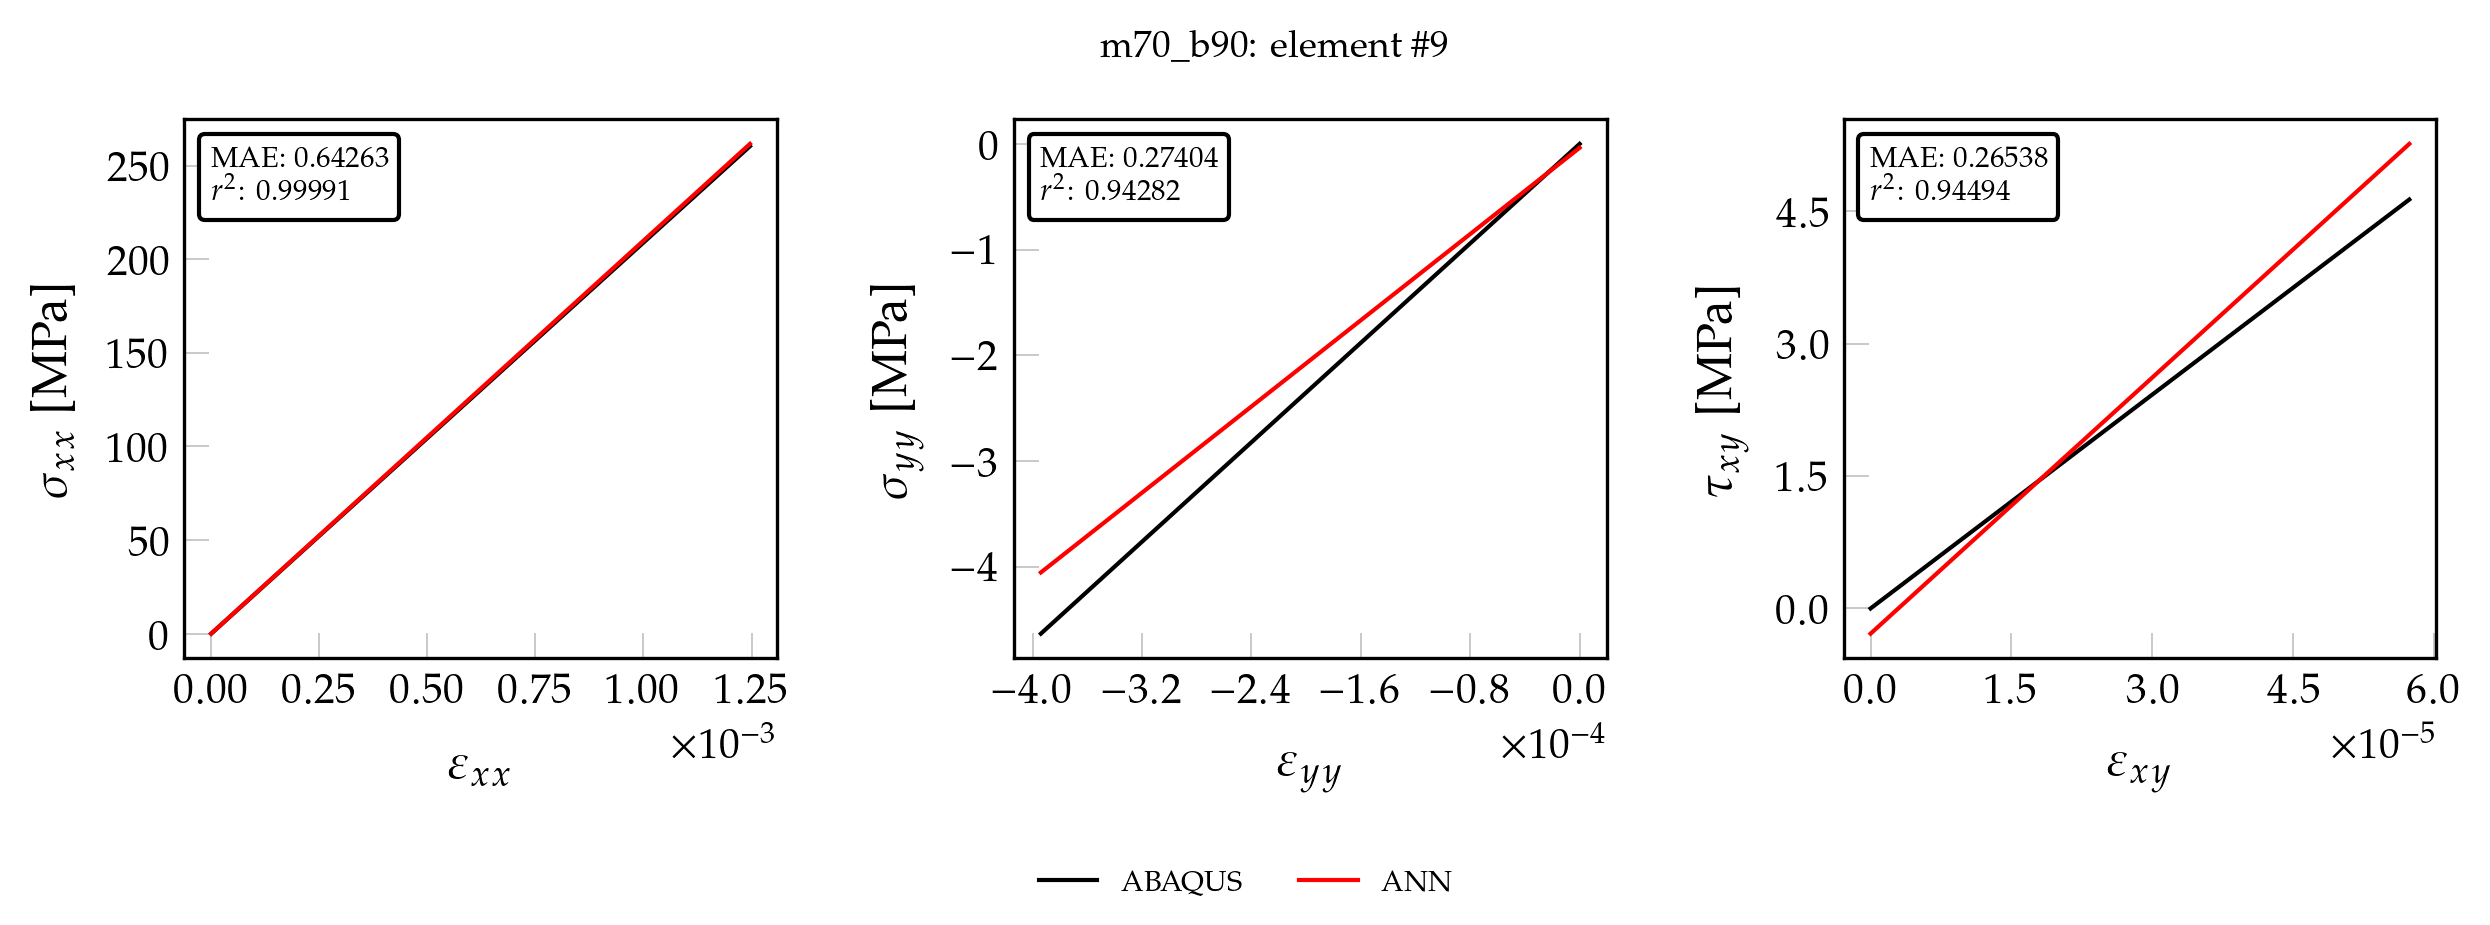 m70_b90: element #9
MAE: 0.64263
r²: 0.99991
250
200
150
100
50
0
σxx [MPa]
0.00 0.25 0.50 0.75 1.00 1.25
×10⁻³
εxx
MAE: 0.27404
r²: 0.94282
0
−1
−2
−3
−4
σyy [MPa]
−4.0 −3.2 −2.4 −1.6 −0.8 0.0
×10⁻⁴
εyy
MAE: 0.26538
r²: 0.94494
4.5
3.0
1.5
0.0
τxy [MPa]
0.0 1.5 3.0 4.5 6.0
×10⁻⁵
εxy
ABAQUS ANN